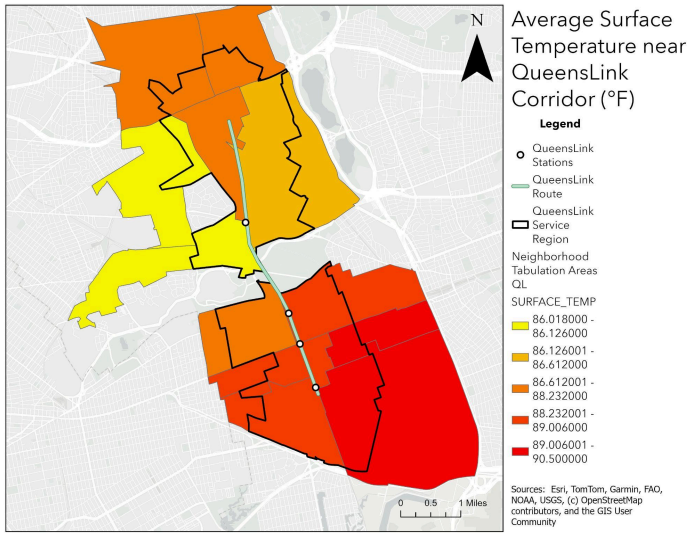 Average Surface
Temperature near
QueensLink
Corridor (°F)
Legend
QueensLink
Stations
QueensLink
Route
QueensLink
Service
Region
Neighborhood
Tabulation Areas
QL
SURFACE_TEMP
86.018000 -
86.126000
86.126001 -
86.612000
86.612001 -
88.232000
88.232001 -
89.006000
89.006001 -
90.500000
Sources: Esri, TomTom, Garmin, FAO,
NOAA, USGS, (c) OpenStreetMap
contributors, and the GIS User
Community
N
0 0.5 1 Miles